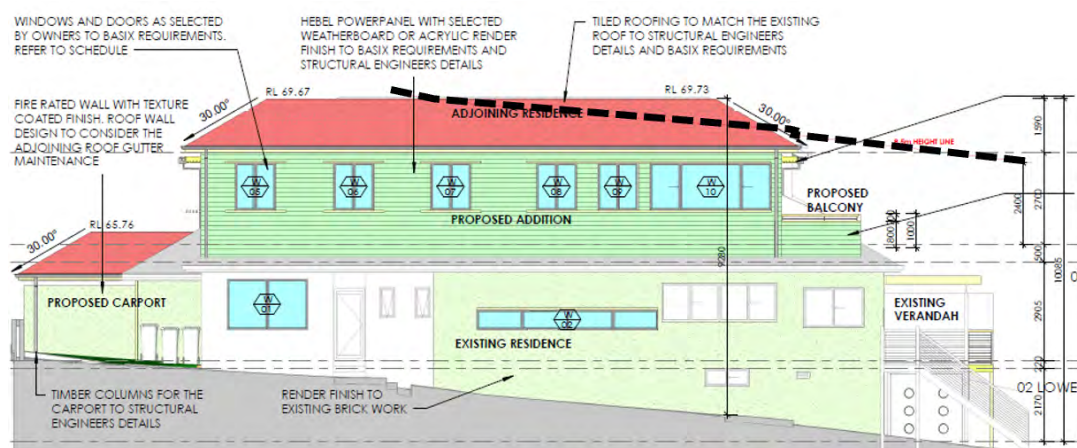 WINDOWS AND DOORS AS SELECTED
BY OWNERS TO BASIX REQUIREMENTS.
REFER TO SCHEDULE
HEBEL POWERPANEL WITH SELECTED
WEATHERBOARD OR ACRYLIC RENDER
FINISH TO BASIX REQUIREMENTS AND
STRUCTURAL ENGINEERS DETAILS
TILED ROOFING TO MATCH THE EXISTING
ROOF TO STRUCTURAL ENGINEERS
DETAILS AND BASIX REQUIREMENTS
FIRE RATED WALL WITH TEXTURE
COATED FINISH. ROOF WALL
DESIGN TO CONSIDER THE
ADJOINING ROOF GUTTER
MAINTENANCE
RL 69.67
RL 69.73
30.00°
30.00°
ADJOINING RESIDENCE
HEIGHT LINE
1590
W
05
W
06
W
07
W
08
W
09
W
10
PROPOSED
BALCONY
PROPOSED ADDITION
2400
2700
1000
500
RL 65.76
30.00°
9280
10085
PROPOSED CARPORT
W
01
W
02
EXISTING RESIDENCE
EXISTING
VERANDAH
2905
220
2170
02 LOWE
TIMBER COLUMNS FOR THE
CARPORT TO STRUCTURAL
ENGINEERS DETAILS
RENDER FINISH TO
EXISTING BRICK WORK